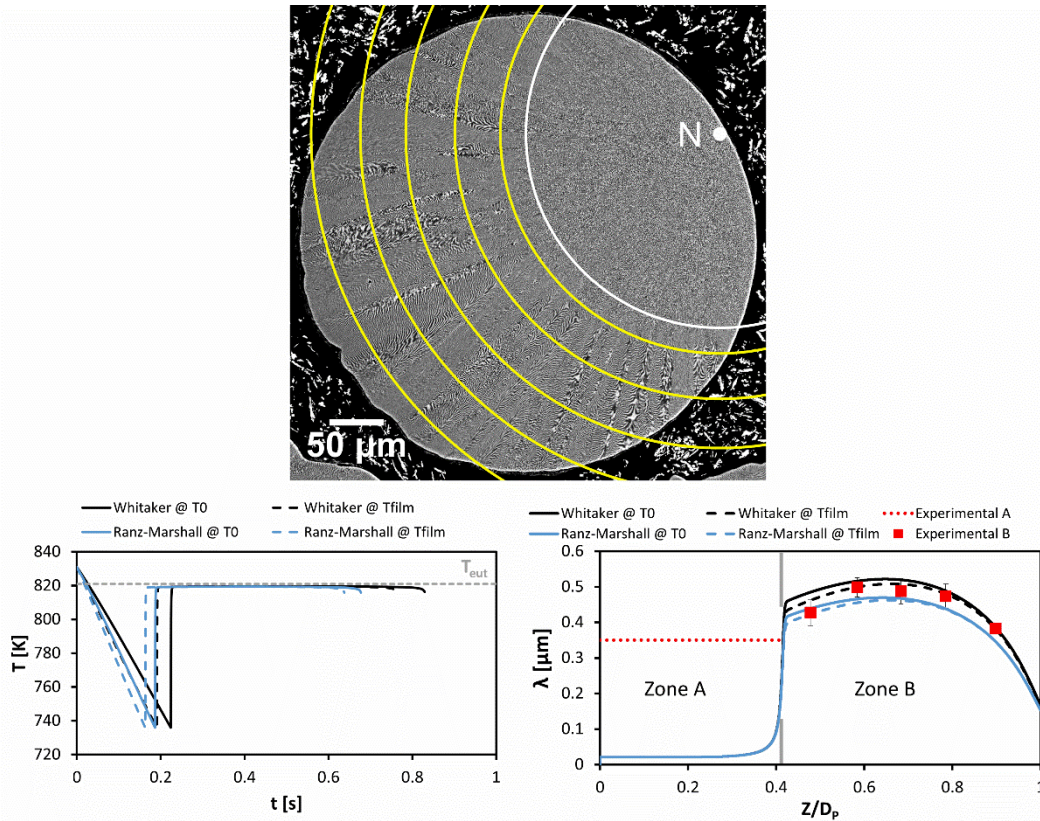 N
50 μm
Whitaker @ T0
Whitaker @ Tfilm
Ranz-Marshall @ T0
Ranz-Marshall @ Tfilm
840
820
800
780
760
740
720
T [K]
Teut
0
0.2
0.4
0.6
0.8
1
t [s]
Whitaker @ T0
Whitaker @ Tfilm
Experimental A
Ranz-Marshall @ T0
Ranz-Marshall @ Tfilm
Experimental B
0.6
0.5
0.4
0.3
0.2
0.1
0
λ [μm]
Zone A
Zone B
0
0.2
0.4
0.6
0.8
1
Z/DP